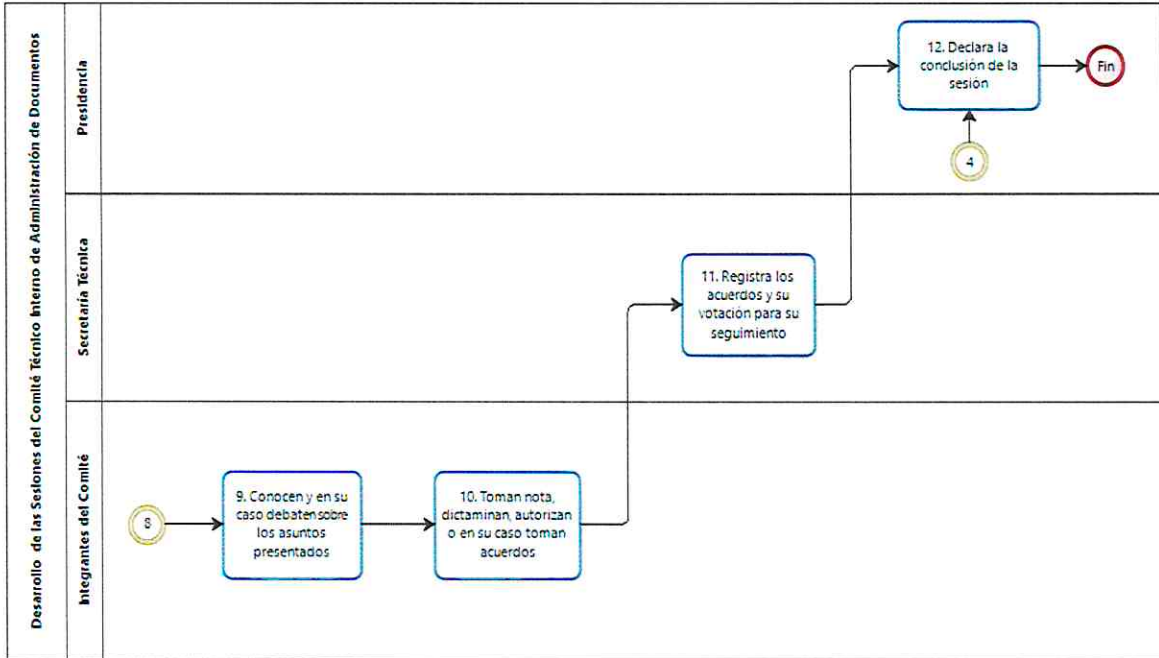 Desarrollo de las Sesiones del Comité Técnico Interno de Administración de Documentos
Presidencia
12. Declara la
conclusión de la
sesión
Fin
4
Secretaría Técnica
11. Registra los
acuerdos y su
votación para su
seguimiento
Integrantes del Comité
8
9. Conocen y en su
caso debaten sobre
los asuntos
presentados
10. Toman nota,
dictaminan, autorizan
o en su caso toman
acuerdos